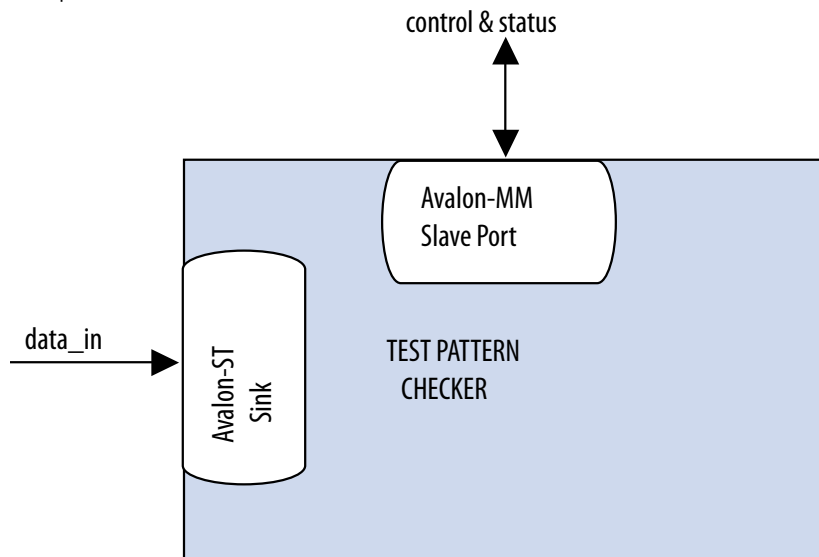 control & status
Avalon-MM
Slave Port
data_in
Avalon-ST
Sink
TEST PATTERN
CHECKER